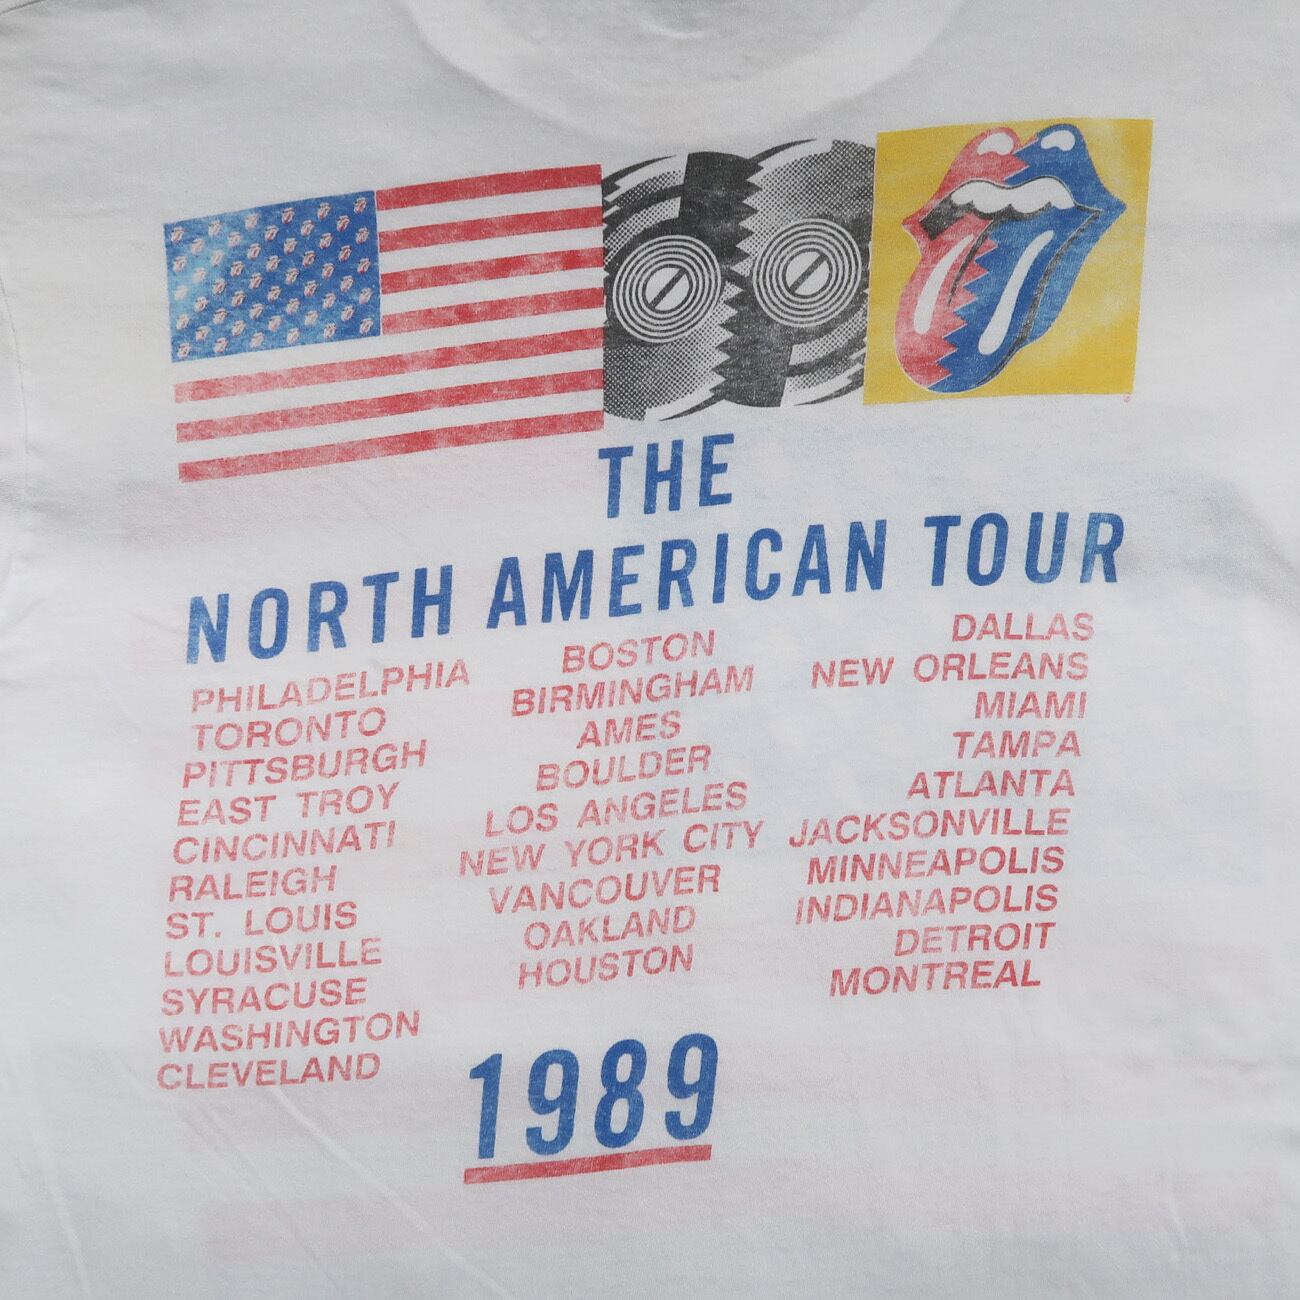 THE
NORTH AMERICAN TOUR
PHILADELPHIA
TORONTO
PITTSBURGH
EAST TROY
CINCINNATI
RALEIGH
ST. LOUIS
LOUISVILLE
SYRACUSE
WASHINGTON
CLEVELAND
BOSTON
BIRMINGHAM
AMES
BOULDER
LOS ANGELES
NEW YORK CITY
VANCOUVER
OAKLAND
HOUSTON
DALLAS
NEW ORLEANS
MIAMI
TAMPA
ATLANTA
JACKSONVILLE
MINNEAPOLIS
INDIANAPOLIS
DETROIT
MONTREAL
1989